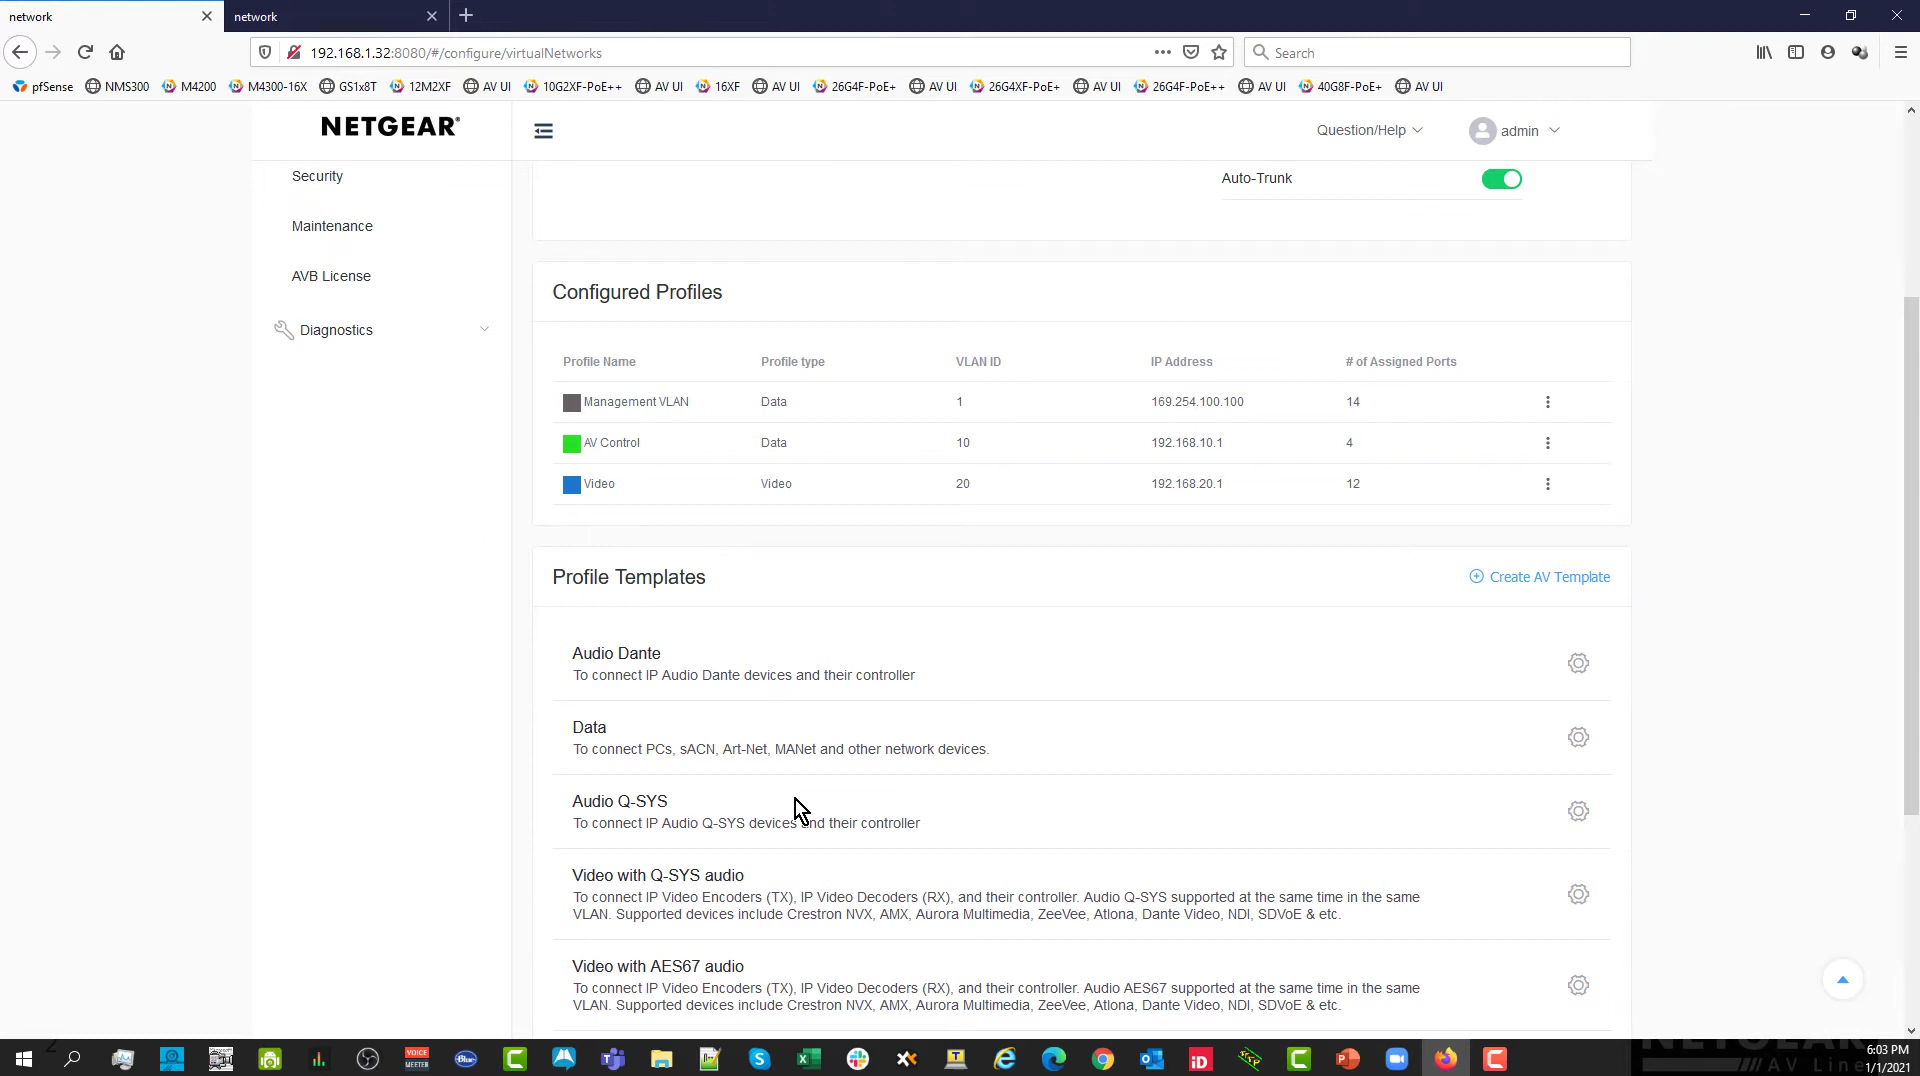 network
network
192.168.1.32:8080/#/configure/virtualNetworks
Search
pfSense
NMS300
M4200
M4300-16X
GS1x8T
12M2XF
AV UI
10G2XF-PoE++
AV UI
16XF
AV UI
26G4F-PoE+
AV UI
26G4XF-PoE+
AV UI
26G4F-PoE++
AV UI
40G8F-PoE+
AV UI
NETGEAR®
Question/Help
admin
Security
Maintenance
AVB License
Diagnostics
Auto-Trunk
Configured Profiles
Profile Name Profile type VLAN ID IP Address # of Assigned Ports
Management VLAN Data 1 169.254.100.100 14
AV Control Data 10 192.168.10.1 4
Video Video 20 192.168.20.1 12
Profile Templates
Create AV Template
Audio Dante
To connect IP Audio Dante devices and their controller
Data
To connect PCs, sACN, Art-Net, MANet and other network devices.
Audio Q-SYS
To connect IP Audio Q-SYS devices and their controller
Video with Q-SYS audio
To connect IP Video Encoders (TX), IP Video Decoders (RX), and their controller. Audio Q-SYS supported at the same time in the same
VLAN. Supported devices include Crestron NVX, AMX, Aurora Multimedia, ZeeVee, Atlona, Dante Video, NDI, SDVoE & etc.
Video with AES67 audio
To connect IP Video Encoders (TX), IP Video Decoders (RX), and their controller. Audio AES67 supported at the same time in the same
VLAN. Supported devices include Crestron NVX, AMX, Aurora Multimedia, ZeeVee, Atlona, Dante Video, NDI, SDVoE & etc.
2
VOICE
MEETER
Blue
NETGEAR
AV Line
6:03 PM
1/1/2021